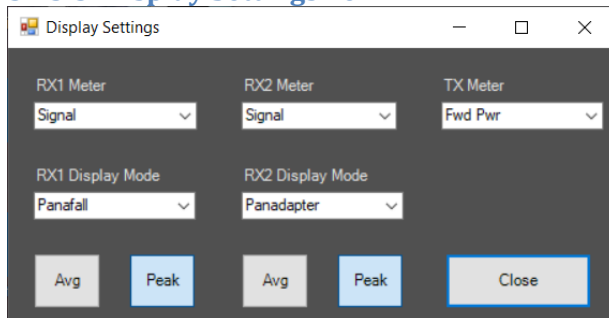 Display Settings
RX1 Meter RX2 Meter TX Meter
Signal Signal Fwd Pwr
RX1 Display Mode RX2 Display Mode
Panafall Panadapter
Avg Peak Avg Peak Close